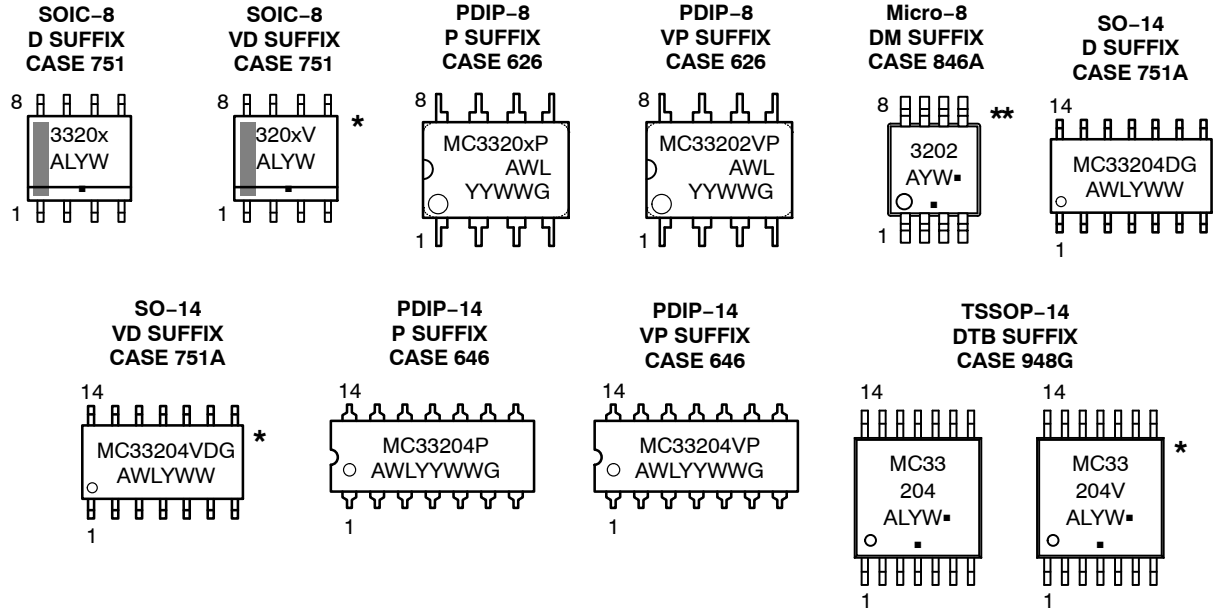 SOIC−8
D SUFFIX
CASE 751
8
3320x
ALYW
1
SOIC−8
VD SUFFIX
CASE 751
8
320xV
ALYW
*
1
PDIP−8
P SUFFIX
CASE 626
8
MC3320xP
AWL
YYWWG
1
PDIP−8
VP SUFFIX
CASE 626
8
MC33202VP
AWL
YYWWG
1
Micro−8
DM SUFFIX
CASE 846A
8
**
3202
AYW▪
▪
1
SO−14
D SUFFIX
CASE 751A
14
MC33204DG
AWLYWW
1
SO−14
VD SUFFIX
CASE 751A
14
*
MC33204VDG
AWLYWW
1
PDIP−14
P SUFFIX
CASE 646
14
MC33204P
AWLYYWWG
1
PDIP−14
VP SUFFIX
CASE 646
14
MC33204VP
AWLYYWWG
1
TSSOP−14
DTB SUFFIX
CASE 948G
14
MC33
204
ALYW▪
▪
1
14
*
MC33
204V
ALYW▪
▪
1